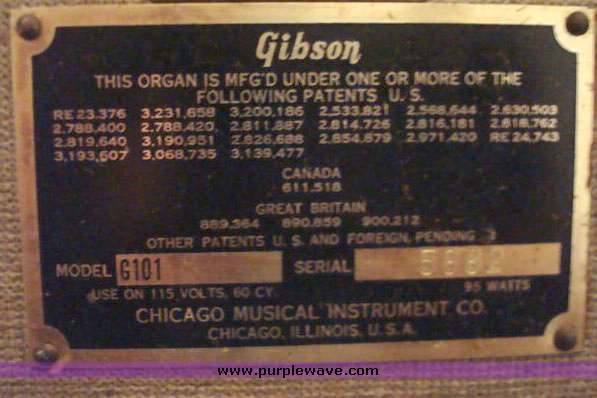 Gibson
THIS ORGAN IS MFG'D UNDER ONE OR MORE OF THE
FOLLOWING PATENTS U. S.
RE 23.376 3,231,658 3,200,186 2,533,821 2,568,644 2,630,503
2,788,400 2,788,420 2,811,887 2,814,725 2,816,181 2,818,762
2,819,640 3,190,951 2,826,688 2,854,879 2,971,420 RE 24,743
3,193,607 3,068,735 3,139,477
CANADA
611,518
GREAT BRITAIN
889,564 890,859 900,212
OTHER PATENTS U. S. AND FOREIGN, PENDING
MODEL G101 SERIAL
USE ON 115 VOLTS, 60 CY. 95 WATTS
CHICAGO MUSICAL INSTRUMENT CO.
CHICAGO, ILLINOIS, U. S. A.
www.purplewave.com